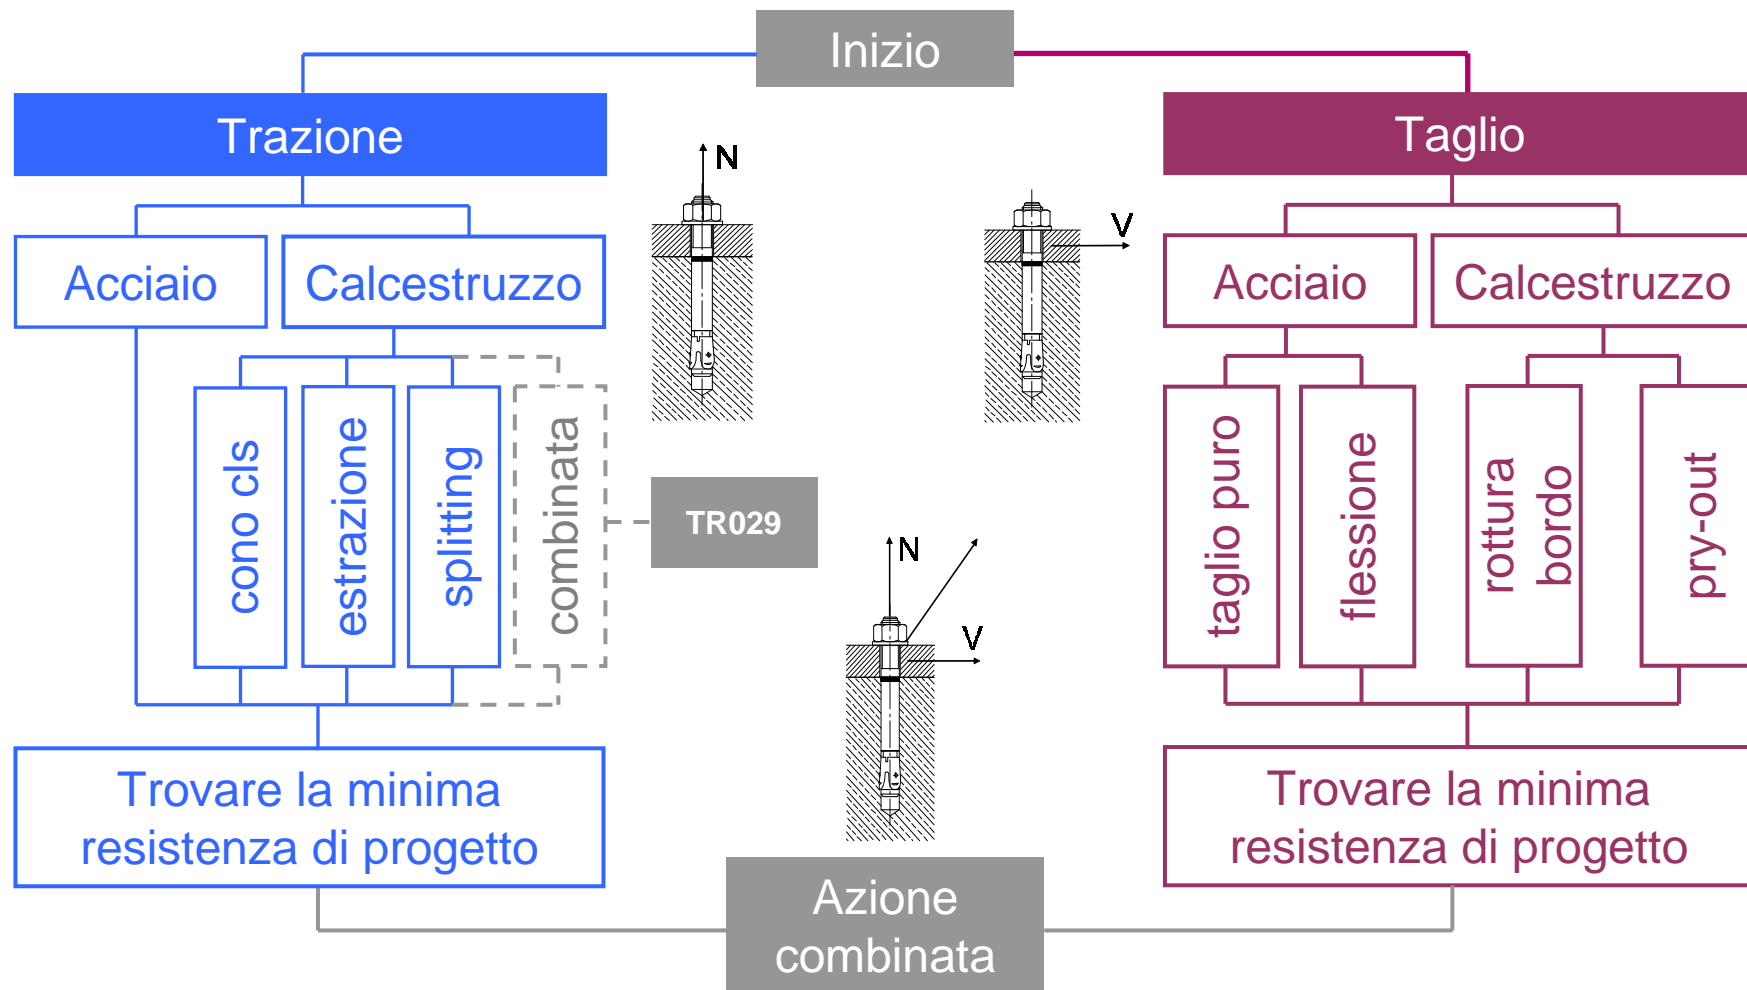 Inizio
Trazione
Taglio
N
V
Acciaio
Calcestruzzo
Acciaio
Calcestruzzo
cono cls
estrazione
splitting
combinata
TR029
taglio puro
flessione
rottura
bordo
pry-out
N
V
Trovare la minima
resistenza di progetto
Trovare la minima
resistenza di progetto
Azione
combinata